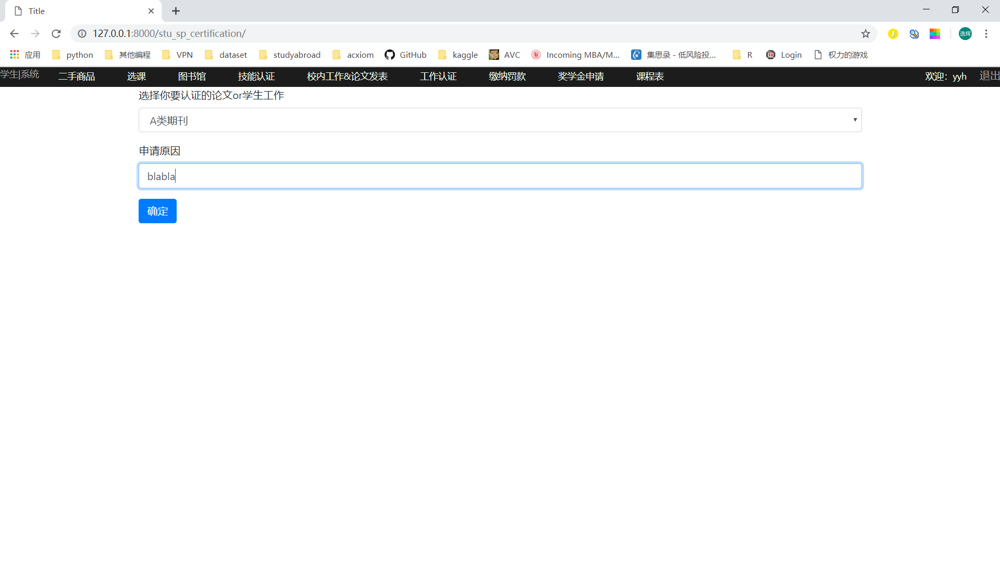 Title
127.0.0.1:8000/stu_sp_certification/
逸辉
应用 python 其他编程 VPN dataset studyabroad acxiom GitHub kaggle AVC Incoming MBA/M... 集思录 - 低风险投... R Login 权力的游戏
学生|系统 二手商品 选课 图书馆 技能认证 校内工作&论文发表 工作认证 缴纳罚款 奖学金申请 课程表 欢迎：yyh 退出
选择你要认证的论文or学生工作
A类期刊
申请原因
blabla
确定